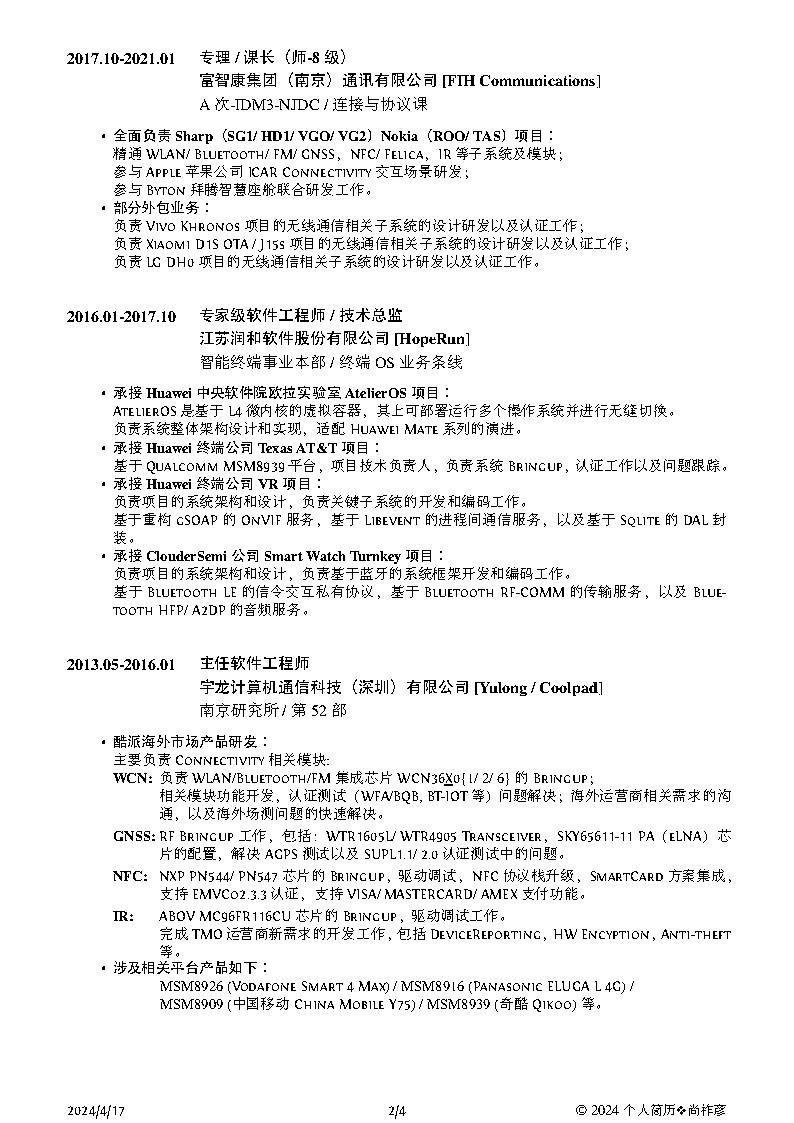 2017.10-2021.01 专理 / 课长（师-8 级）
富智康集团（南京）通讯有限公司 [FIH Communications]
A 次-IDM3-NJDC / 连接与协议课
• 全面负责 Sharp（SG1/ HD1/ VGO/ VG2）Nokia（ROO/ TAS）项目：
精通 WLAN/ Bluetooth/ FM/ GNSS，NFC/ Felica，IR 等子系统及模块；
参与 Apple 苹果公司 ICAR Connectivity 交互场景研发；
参与 Byton 拜腾智慧座舱联合研发工作。
• 部分外包业务：
负责 Vivo Khronos 项目的无线通信相关子系统的设计研发以及认证工作；
负责 Xiaomi D1S OTA / J15s 项目的无线通信相关子系统的设计研发以及认证工作；
负责 LG DH0 项目的无线通信相关子系统的设计研发以及认证工作。
2016.01-2017.10 专家级软件工程师 / 技术总监
江苏润和软件股份有限公司 [HopeRun]
智能终端事业本部 / 终端 OS 业务条线
• 承接 Huawei 中央软件院欧拉实验室 AtelierOS 项目：
AtelierOS 是基于 L4 微内核的虚拟容器，其上可部署运行多个操作系统并进行无缝切换。
负责系统整体架构设计和实现，适配 Huawei Mate 系列的演进。
• 承接 Huawei 终端公司 Texas AT&T 项目：
基于 Qualcomm MSM8939 平台，项目技术负责人，负责系统 Bringup，认证工作以及问题跟踪。
• 承接 Huawei 终端公司 VR 项目：
负责项目的系统架构和设计，负责关键子系统的开发和编码工作。
基于重构 gSOAP 的 OnVIF 服务，基于 Libevent 的进程间通信服务，以及基于 Sqlite 的 DAL 封
装。
• 承接 ClouderSemi 公司 Smart Watch Turnkey 项目：
负责项目的系统架构和设计，负责基于蓝牙的系统框架开发和编码工作。
基于 Bluetooth LE 的信令交互私有协议，基于 Bluetooth RF-COMM 的传输服务，以及 Blue-
tooth HFP/ A2DP 的音频服务。
2013.05-2016.01 主任软件工程师
宇龙计算机通信科技（深圳）有限公司 [Yulong / Coolpad]
南京研究所 / 第 52 部
• 酷派海外市场产品研发：
主要负责 Connectivity 相关模块:
WCN: 负责 WLAN/Bluetooth/FM 集成芯片 WCN36X0{1/ 2/ 6} 的 Bringup；
相关模块功能开发，认证测试（WFA/BQB, BT-IOT 等）问题解决；海外运营商相关需求的沟
通，以及海外场测问题的快速解决。
GNSS: RF Bringup 工作，包括：WTR1605L/ WTR4905 Transceiver，SKY65611-11 PA（eLNA）芯
片的配置，解决 AGPS 测试以及 SUPL1.1/ 2.0 认证测试中的问题。
NFC: NXP PN544/ PN547 芯片的 Bringup，驱动调试，NFC 协议栈升级，SmartCard 方案集成，
支持 EMVCo2.3.3 认证，支持 VISA/ MASTERCARD/ AMEX 支付功能。
IR: ABOV MC96FR116CU 芯片的 Bringup，驱动调试工作。
完成 TMO 运营商新需求的开发工作，包括 DeviceReporting，HW Encyption，Anti-theft
等。
• 涉及相关平台产品如下：
MSM8926 (Vodafone Smart 4 Max) / MSM8916 (Panasonic ELUGA L 4G) /
MSM8909 (中国移动 China Mobile Y75) / MSM8939 (奇酷 Qikoo) 等。
2024/4/17 2/4 © 2024 个人简历❖尚祚彦